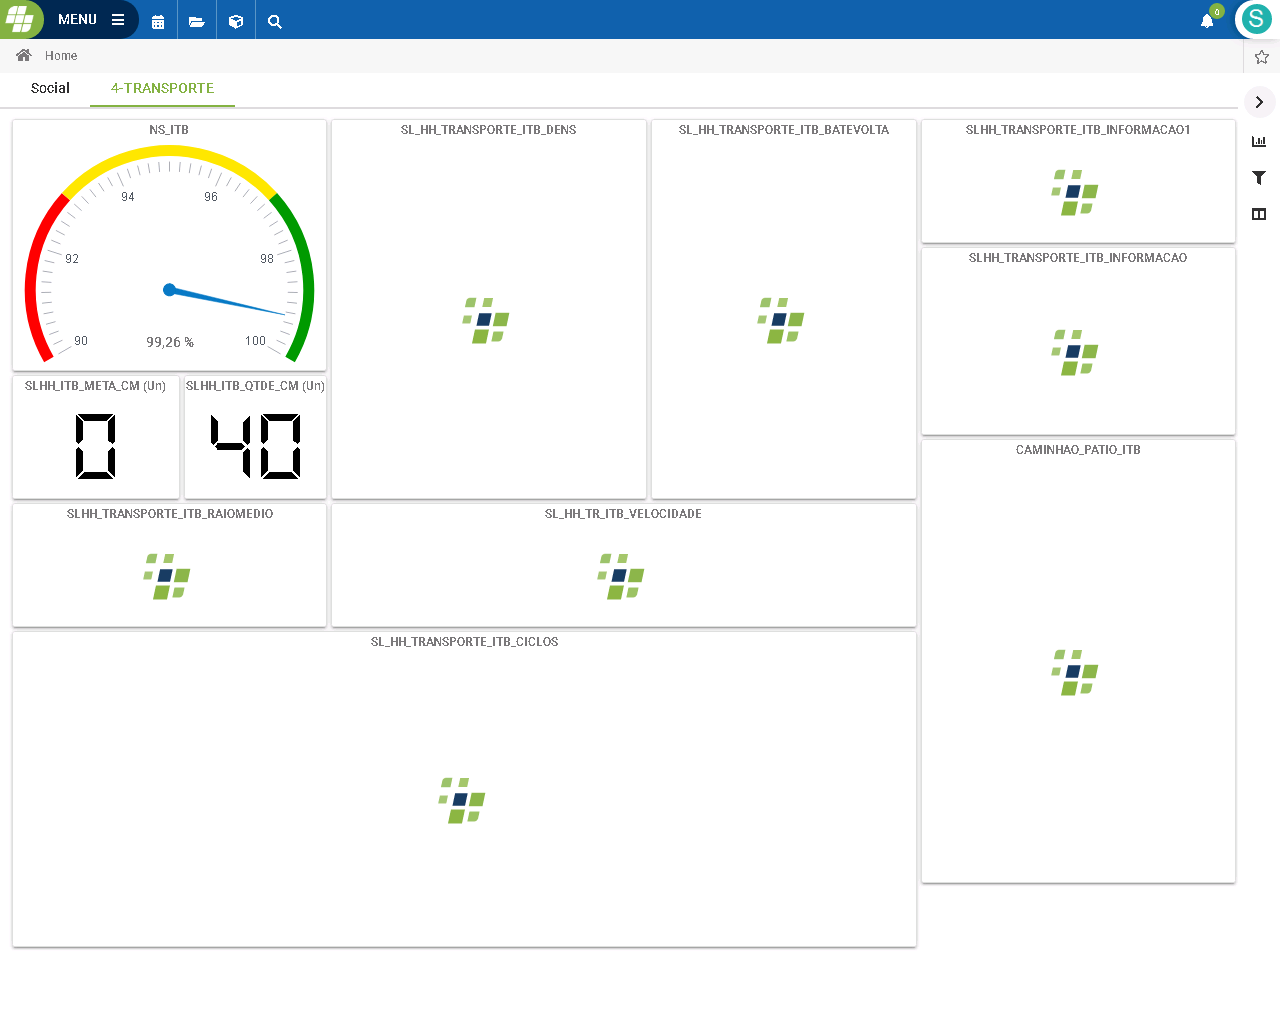 MENU
0
S
Home
Social
4-TRANSPORTE
NS_ITB
90
92
94
96
98
100
99,26 %
SL_HH_TRANSPORTE_ITB_DENS
SL_HH_TRANSPORTE_ITB_BATEVOLTA
SLHH_TRANSPORTE_ITB_INFORMACAO1
SLHH_TRANSPORTE_ITB_INFORMACAO
SLHH_ITB_META_CM (Un)
0
SLHH_ITB_QTDE_CM (Un)
40
CAMINHAO_PATIO_ITB
SLHH_TRANSPORTE_ITB_RAIOMEDIO
SL_HH_TR_ITB_VELOCIDADE
SL_HH_TRANSPORTE_ITB_CICLOS